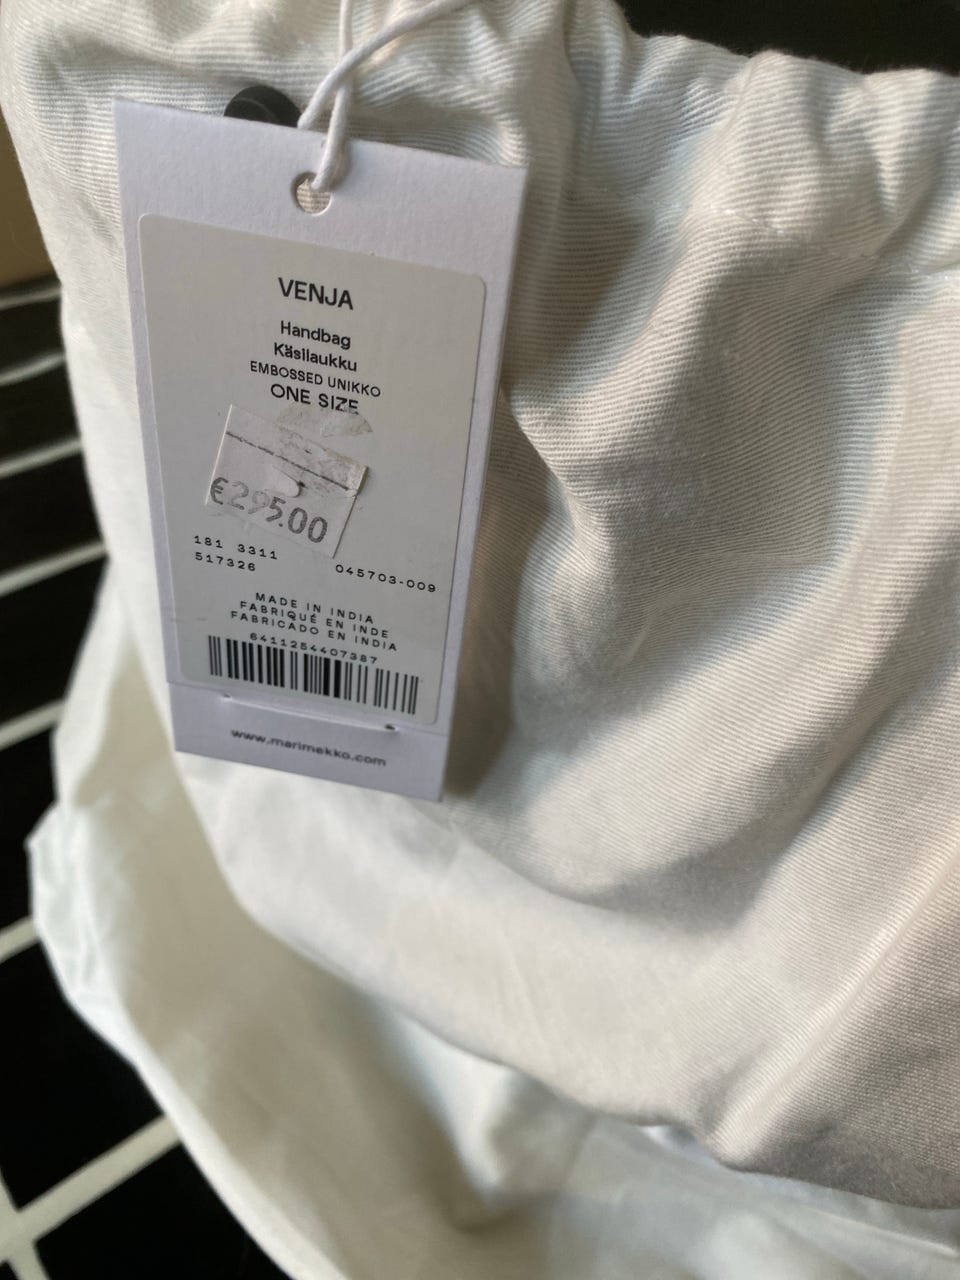 VENJA
Handbag
Käsilaukku
EMBOSSED UNIKKO
ONE SIZE
€295.00
181 3311
517326
045703-009
MADE IN INDIA
FABRIQUÉ EN INDE
FABRICADO EN INDIA
6411254407387
www.marimekko.com